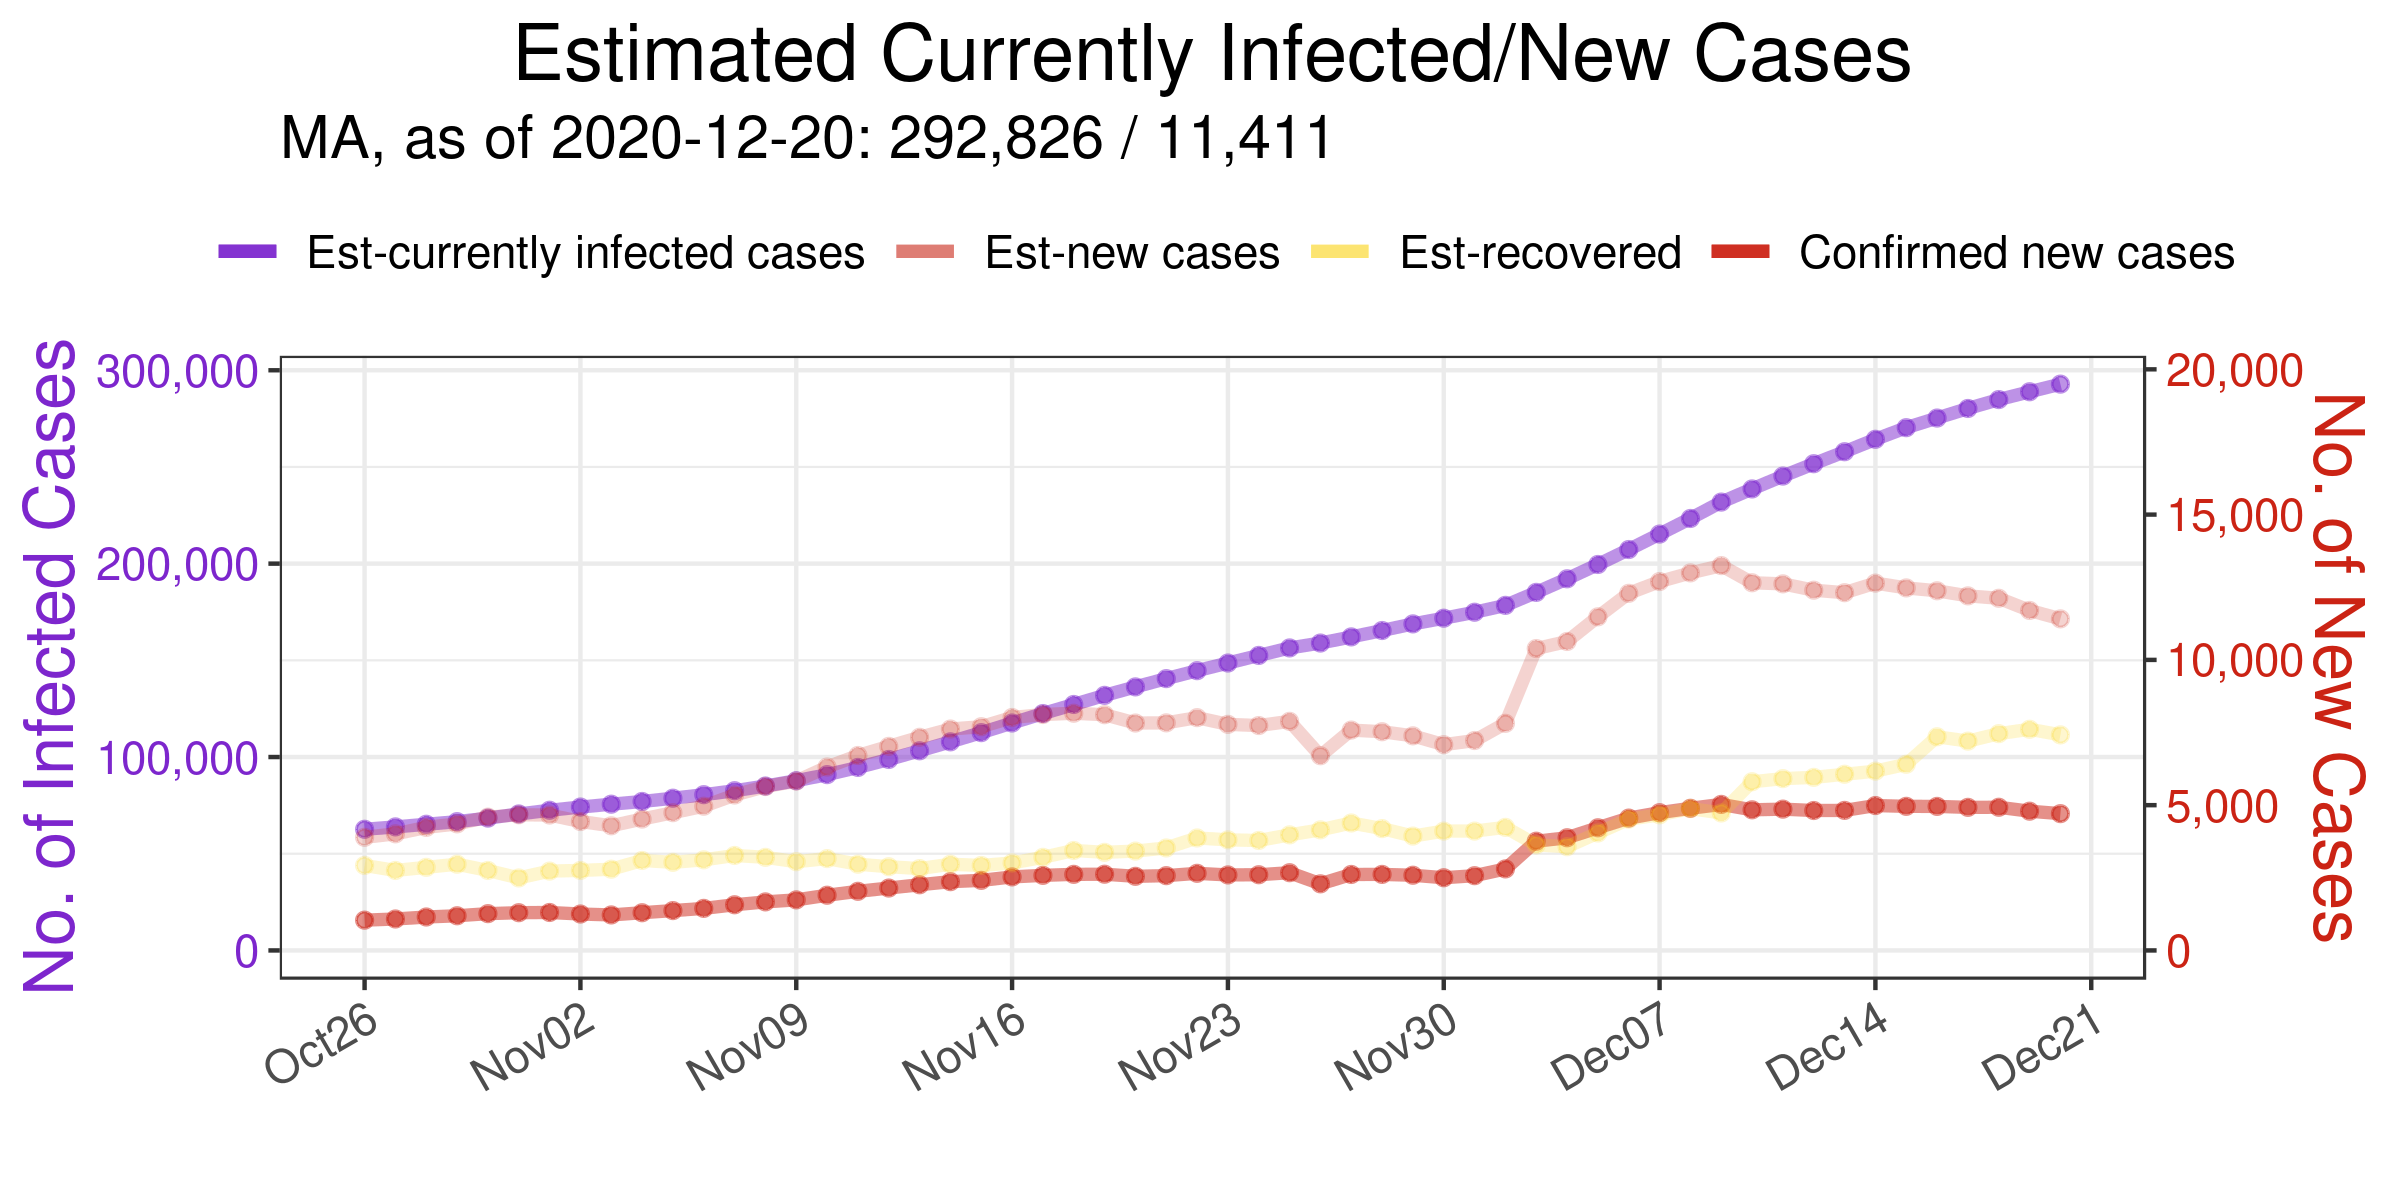 Estimated Currently Infected/New Cases
MA, as of 2020-12-20: 292,826 / 11,411
Est-currently infected cases Est-new cases Est-recovered Confirmed new cases
No. of Infected Cases
300,000
200,000
100,000
0
20,000
15,000
10,000
5,000
0
No. of New Cases
Oct26 Nov02 Nov09 Nov16 Nov23 Nov30 Dec07 Dec14 Dec21